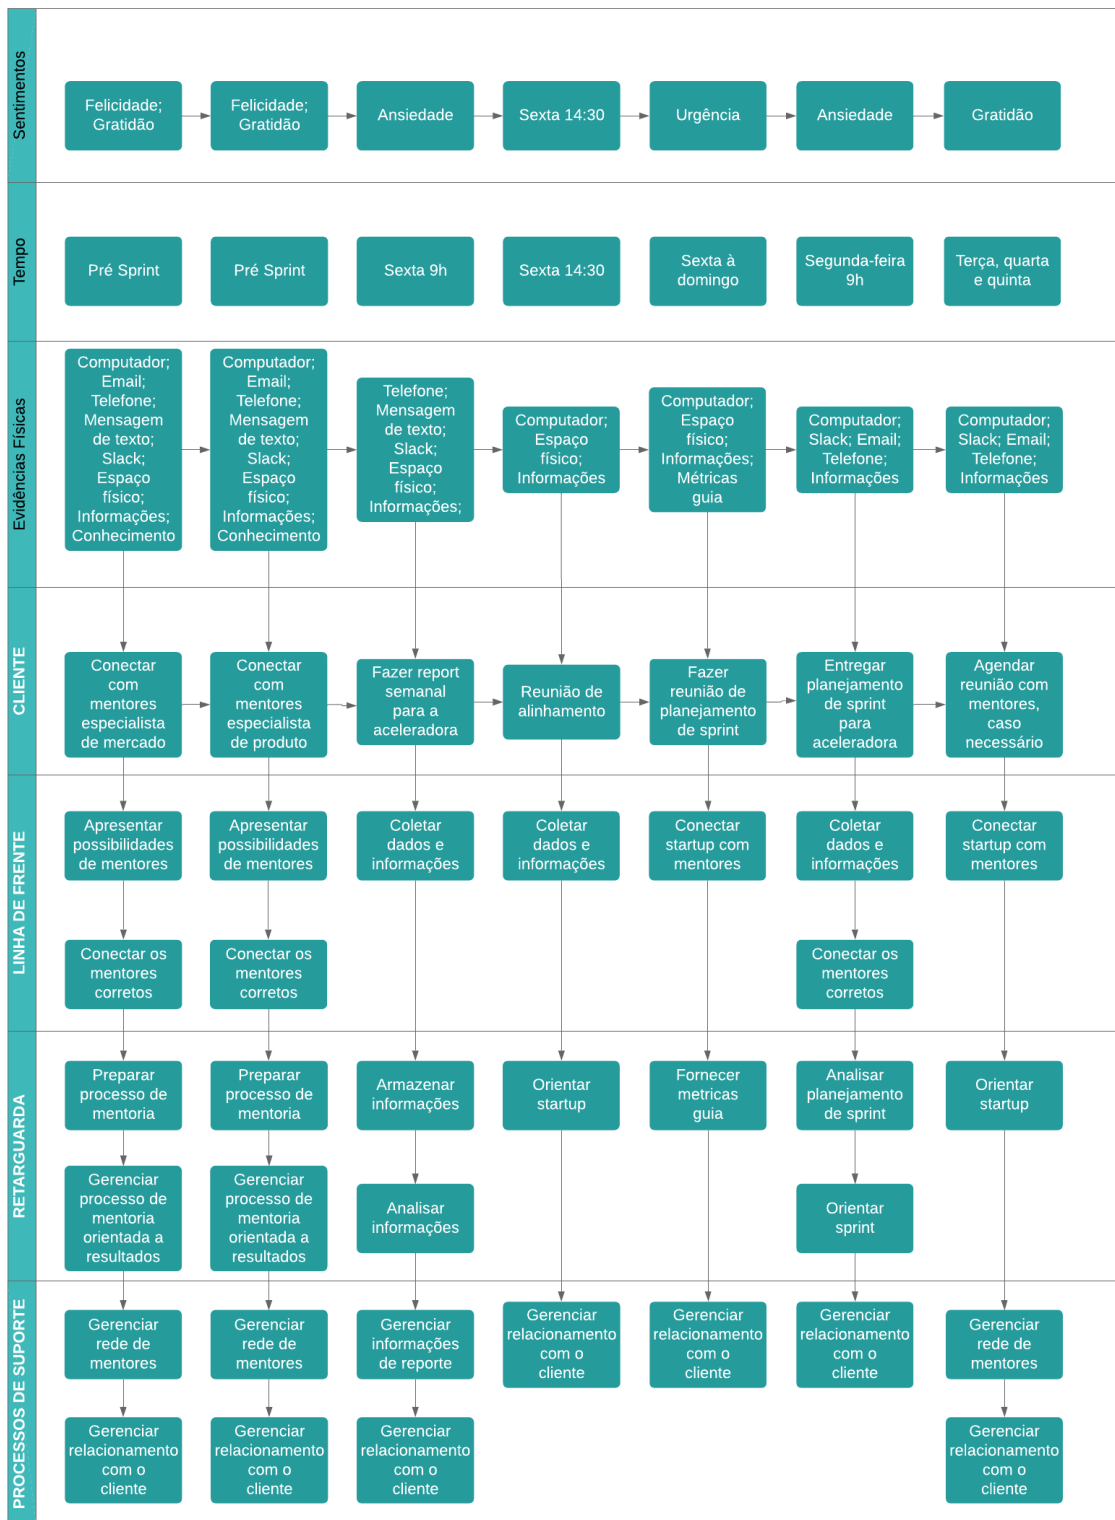 Sentimentos
Felicidade;
Gratidão
Felicidade;
Gratidão
Ansiedade
Sexta 14:30
Urgência
Ansiedade
Gratidão
Tempo
Pré Sprint
Pré Sprint
Sexta 9h
Sexta 14:30
Sexta à
domingo
Segunda-feira
9h
Terça, quarta
e quinta
Evidências Físicas
Computador;
Email;
Telefone;
Mensagem
de texto;
Slack;
Espaço
físico;
Informações;
Conhecimento
Computador;
Email;
Telefone;
Mensagem
de texto;
Slack;
Espaço
físico;
Informações;
Conhecimento
Telefone;
Mensagem
de texto;
Slack;
Espaço
físico;
Informações;
Computador;
Espaço
físico;
Informações
Computador;
Espaço
físico;
Informações;
Métricas
guia
Computador;
Slack; Email;
Telefone;
Informações
Computador;
Slack; Email;
Telefone;
Informações
CLIENTE
Conectar
com
mentores
especialista
de mercado
Conectar
com
mentores
especialista
de produto
Fazer report
semanal
para a
aceleradora
Reunião de
alinhamento
Fazer
reunião de
planejamento
de sprint
Entregar
planejamento
de sprint
para
aceleradora
Agendar
reunião com
mentores,
caso
necessário
LINHA DE FRENTE
Apresentar
possibilidades
de mentores
Apresentar
possibilidades
de mentores
Coletar
dados e
informações
Coletar
dados e
informações
Conectar
startup com
mentores
Coletar
dados e
informações
Conectar
startup com
mentores
Conectar os
mentores
corretos
Conectar os
mentores
corretos
Conectar os
mentores
corretos
RETARGUARDA
Preparar
processo de
mentoria
Preparar
processo de
mentoria
Armazenar
informações
Orientar
startup
Fornecer
metricas
guia
Analisar
planejamento
de sprint
Orientar
startup
Gerenciar
processo de
mentoria
orientada a
resultados
Gerenciar
processo de
mentoria
orientada a
resultados
Analisar
informações
Orientar
sprint
PROCESSOS DE SUPORTE
Gerenciar
rede de
mentores
Gerenciar
rede de
mentores
Gerenciar
informações
de reporte
Gerenciar
relacionamento
com o
cliente
Gerenciar
relacionamento
com o
cliente
Gerenciar
relacionamento
com o
cliente
Gerenciar
rede de
mentores
Gerenciar
relacionamento
com o
cliente
Gerenciar
relacionamento
com o
cliente
Gerenciar
relacionamento
com o
cliente
Gerenciar
relacionamento
com o
cliente